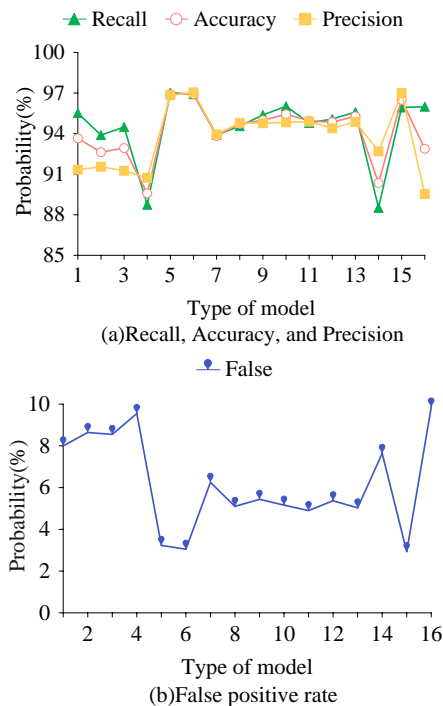 Recall Accuracy Precision
100
97
94
91
88
85
Probability(%)
1 3 5 7 9 11 13 15
Type of model
(a)Recall, Accuracy, and Precision
False
10
8
6
4
2
0
Probability(%)
2 4 6 8 10 12 14 16
Type of model
(b)False positive rate